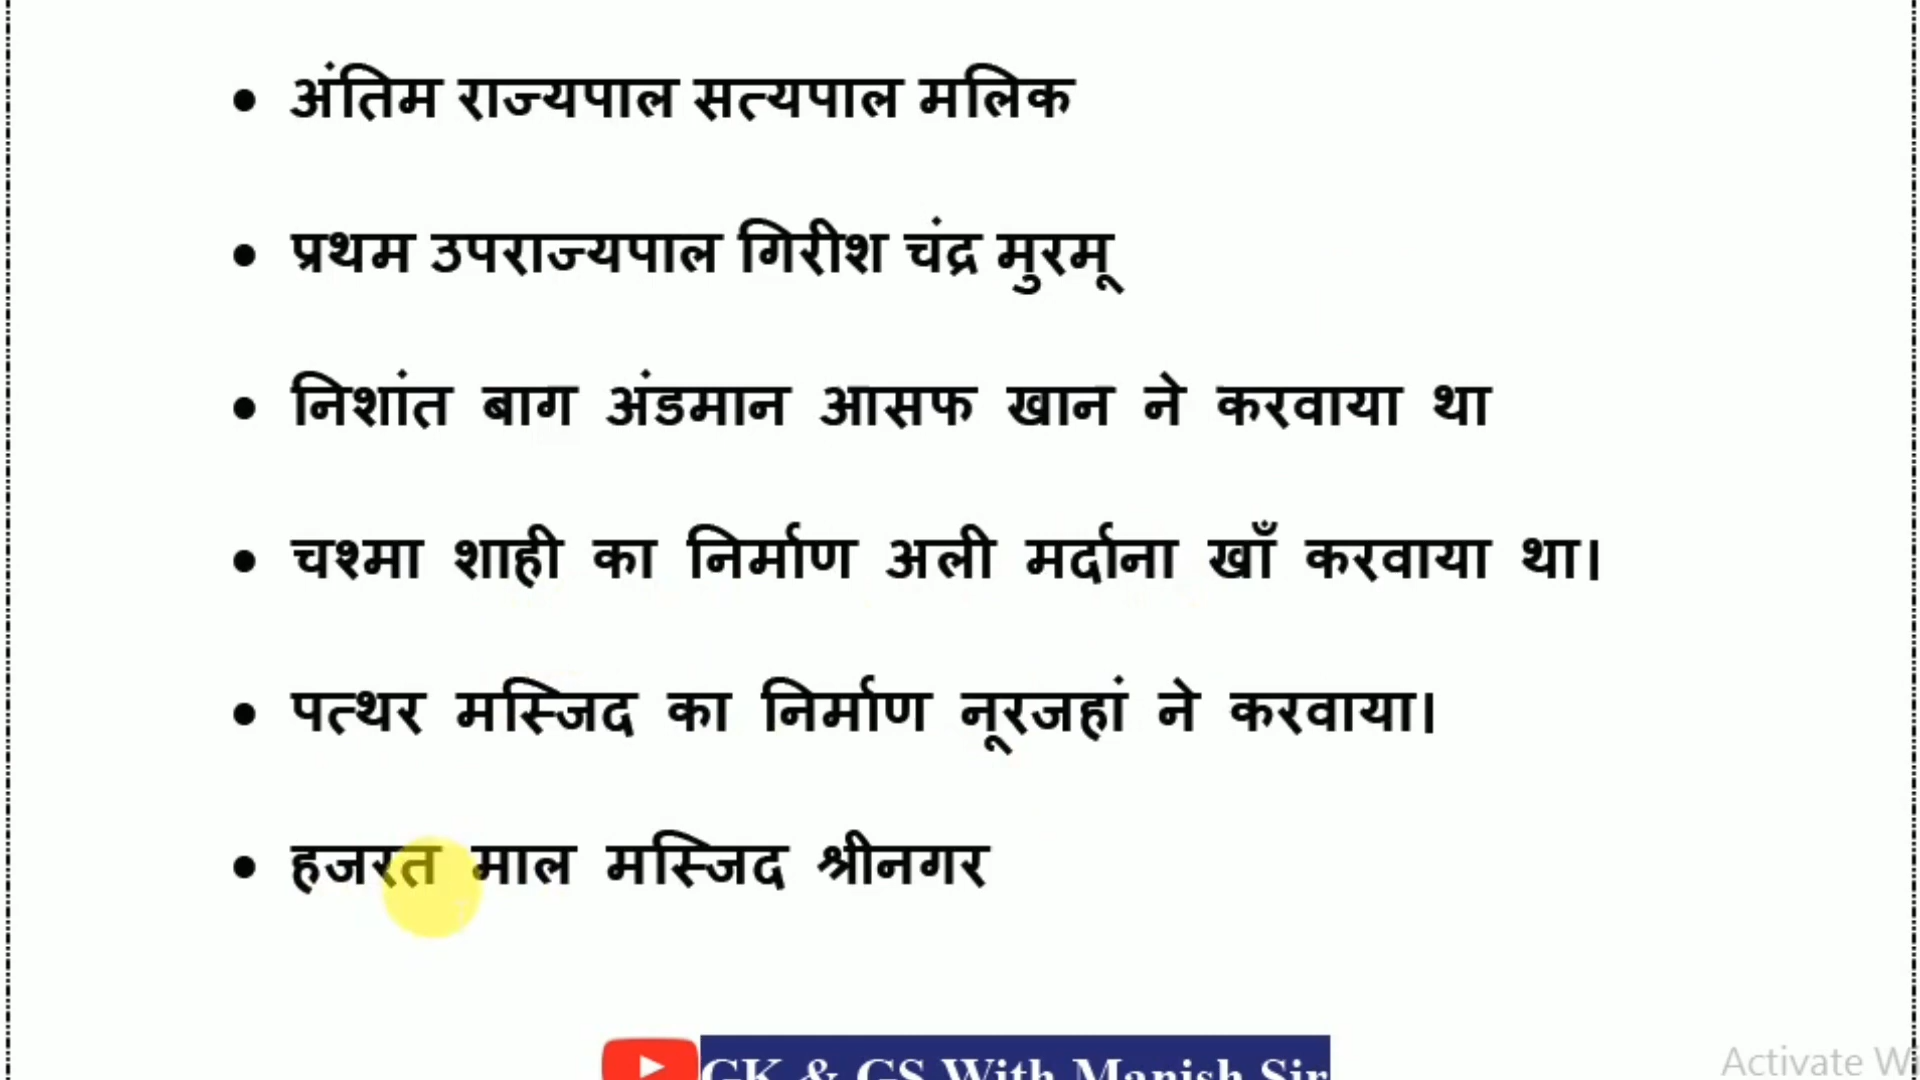 • अंतिम राज्यपाल सत्यपाल मलिक
• प्रथम उपराज्यपाल गिरीश चंद्र मुरमू
• निशांत बाग अंडमान आसफ खान ने करवाया था
• चश्मा शाही का निर्माण अली मर्दाना खाँ करवाया था।
• पत्थर मस्जिद का निर्माण नूरजहां ने करवाया।
• हजरत माल मस्जिद श्रीनगर
GK & GS With Manish Sir
Activate W